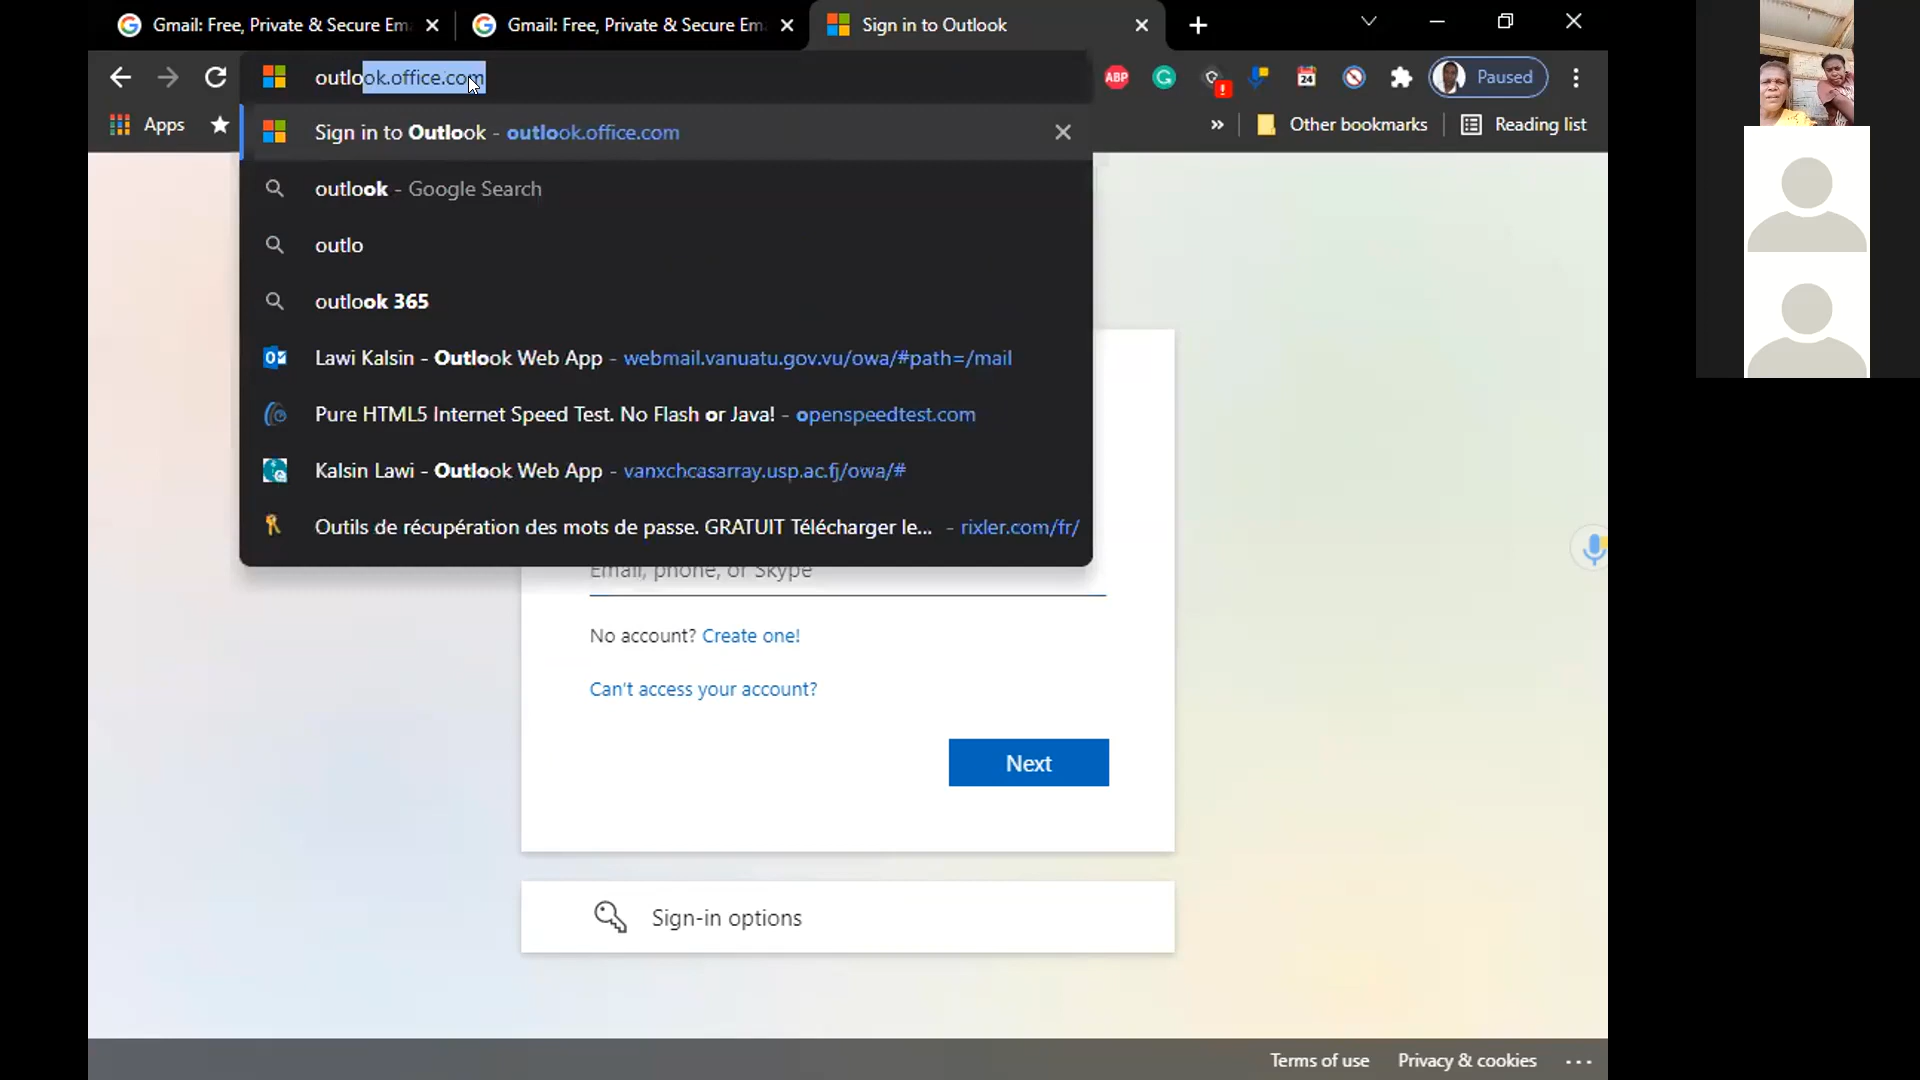 Gmail: Free, Private & Secure Em
Gmail: Free, Private & Secure Em
Sign in to Outlook
outlook.office.com
ABP
24
Paused
Apps
Other bookmarks
Reading list
Sign in to Outlook - outlook.office.com
outlook - Google Search
outlo
outlook 365
Lawi Kalsin - Outlook Web App - webmail.vanuatu.gov.vu/owa/#path=/mail
Pure HTML5 Internet Speed Test. No Flash or Java! - openspeedtest.com
Kalsin Lawi - Outlook Web App - vanxchcasarray.usp.ac.fj/owa/#
Outils de récupération des mots de passe. GRATUIT Télécharger le... - rixler.com/fr/
Email, phone, or Skype
No account? Create one!
Can't access your account?
Next
Sign-in options
Terms of use Privacy & cookies ...